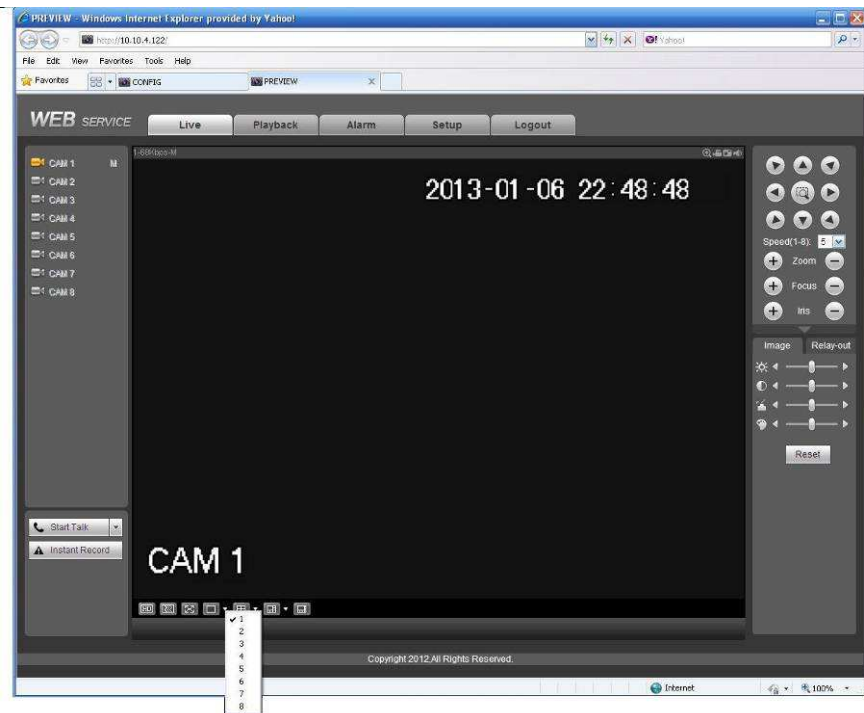 PREVIEW - Windows Internet Explorer provided by Yahoo!
http://10.10.4.122/
Yahoo!
File Edit View Favorites Tools Help
Favorites CONFIG PREVIEW
WEB SERVICE Live Playback Alarm Setup Logout
CAM 1 M
CAM 2
CAM 3
CAM 4
CAM 5
CAM 6
CAM 7
CAM 8
1-68Kbps-M
2013-01-06 22:48:48
Speed(1-8): 5
Zoom
Focus
Iris
Image Relay-out
Reset
Start Talk
Instant Record
CAM 1
1
2
3
4
5
6
7
8
Copyright 2012,All Rights Reserved.
Internet 100%